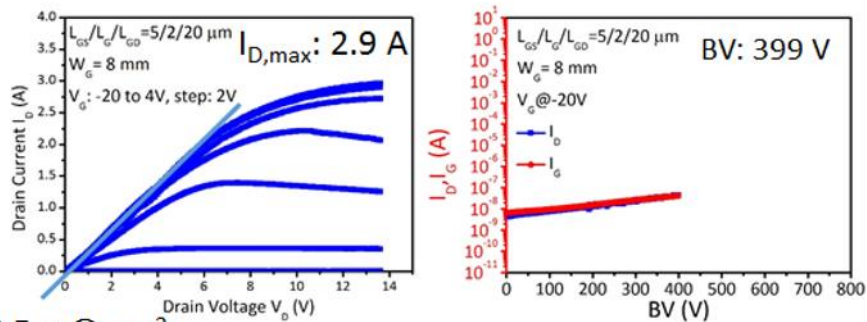 L_GS/L_G/L_GD=5/2/20 μm
I_D,max: 2.9 A
W_G= 8 mm
V_G: -20 to 4V, step: 2V
Drain Current I_D (A)
4.0
3.5
3.0
2.5
2.0
1.5
1.0
0.5
0.0
0 2 4 6 8 10 12 14
Drain Voltage V_D (V)
L_GS/L_G/L_GD=5/2/20 μm
BV: 399 V
W_G= 8 mm
V_G@-20V
I_D
I_G
I_D,I_G (A)
10^1
10^0
10^-1
10^-2
10^-3
10^-4
10^-5
10^-6
10^-7
10^-8
10^-9
10^-10
10^-11
0 100 200 300 400 500 600 700 800
BV (V)